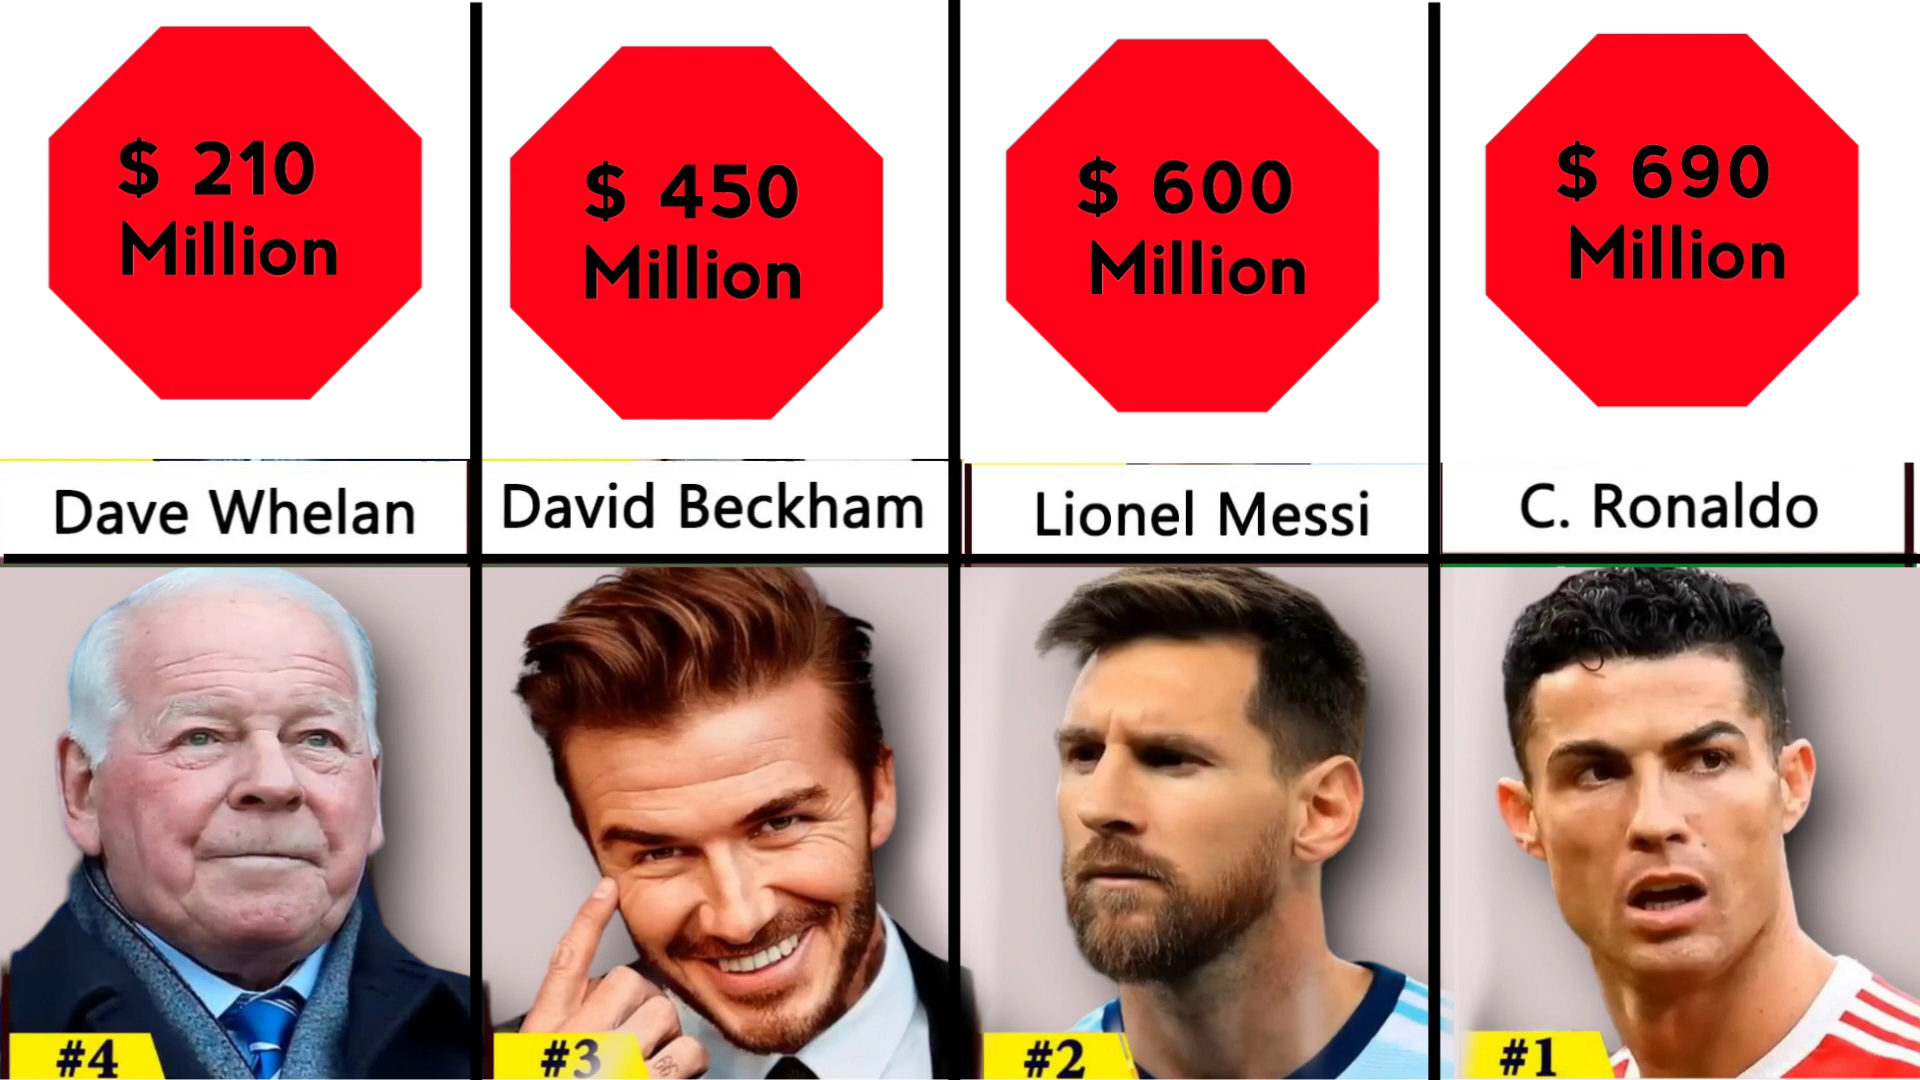 $ 210
Million
$ 450
Million
$ 600
Million
$ 690
Million
Dave Whelan
David Beckham
Lionel Messi
C. Ronaldo
#4
#3
#2
#1